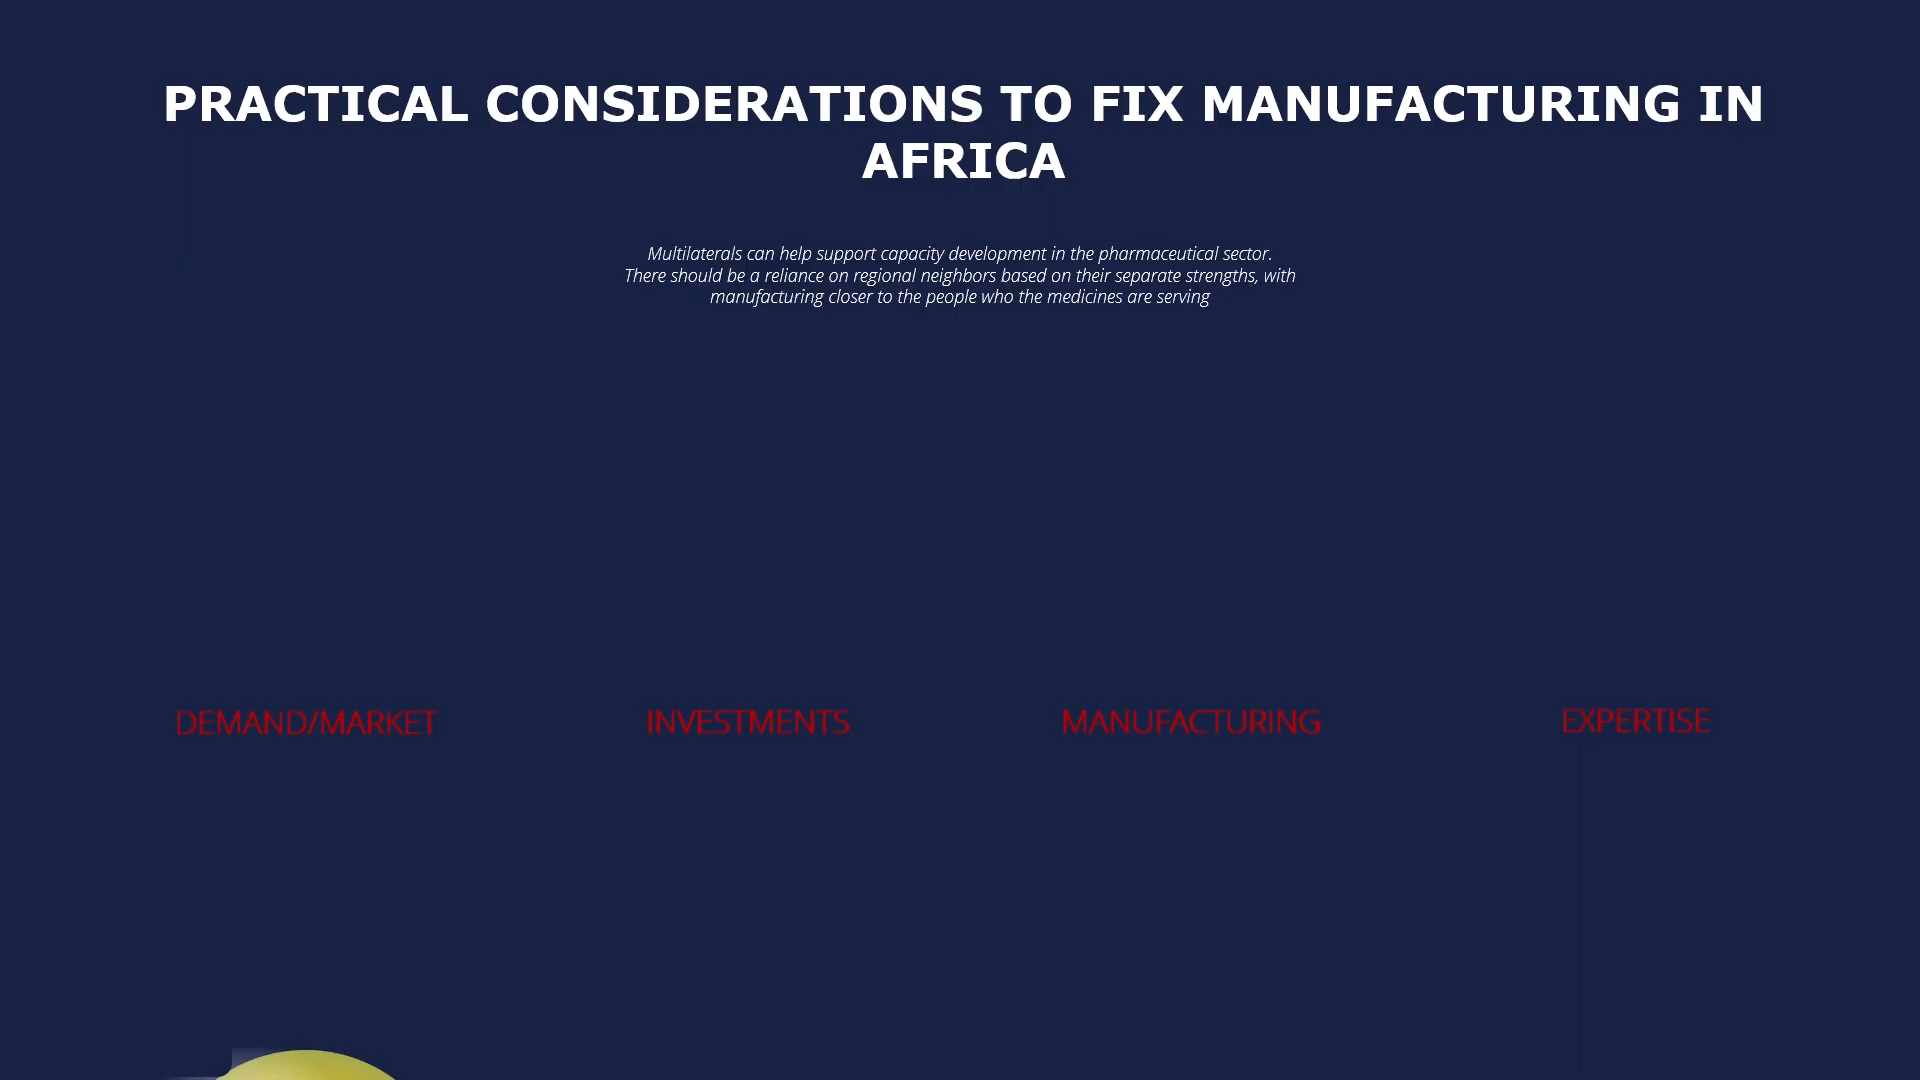 PRACTICAL CONSIDERATIONS TO FIX MANUFACTURING IN
AFRICA
Multilaterals can help support capacity development in the pharmaceutical sector.
There should be a reliance on regional neighbors based on their separate strengths, with
manufacturing closer to the people who the medicines are serving
DEMAND/MARKET
INVESTMENTS
MANUFACTURING
EXPERTISE